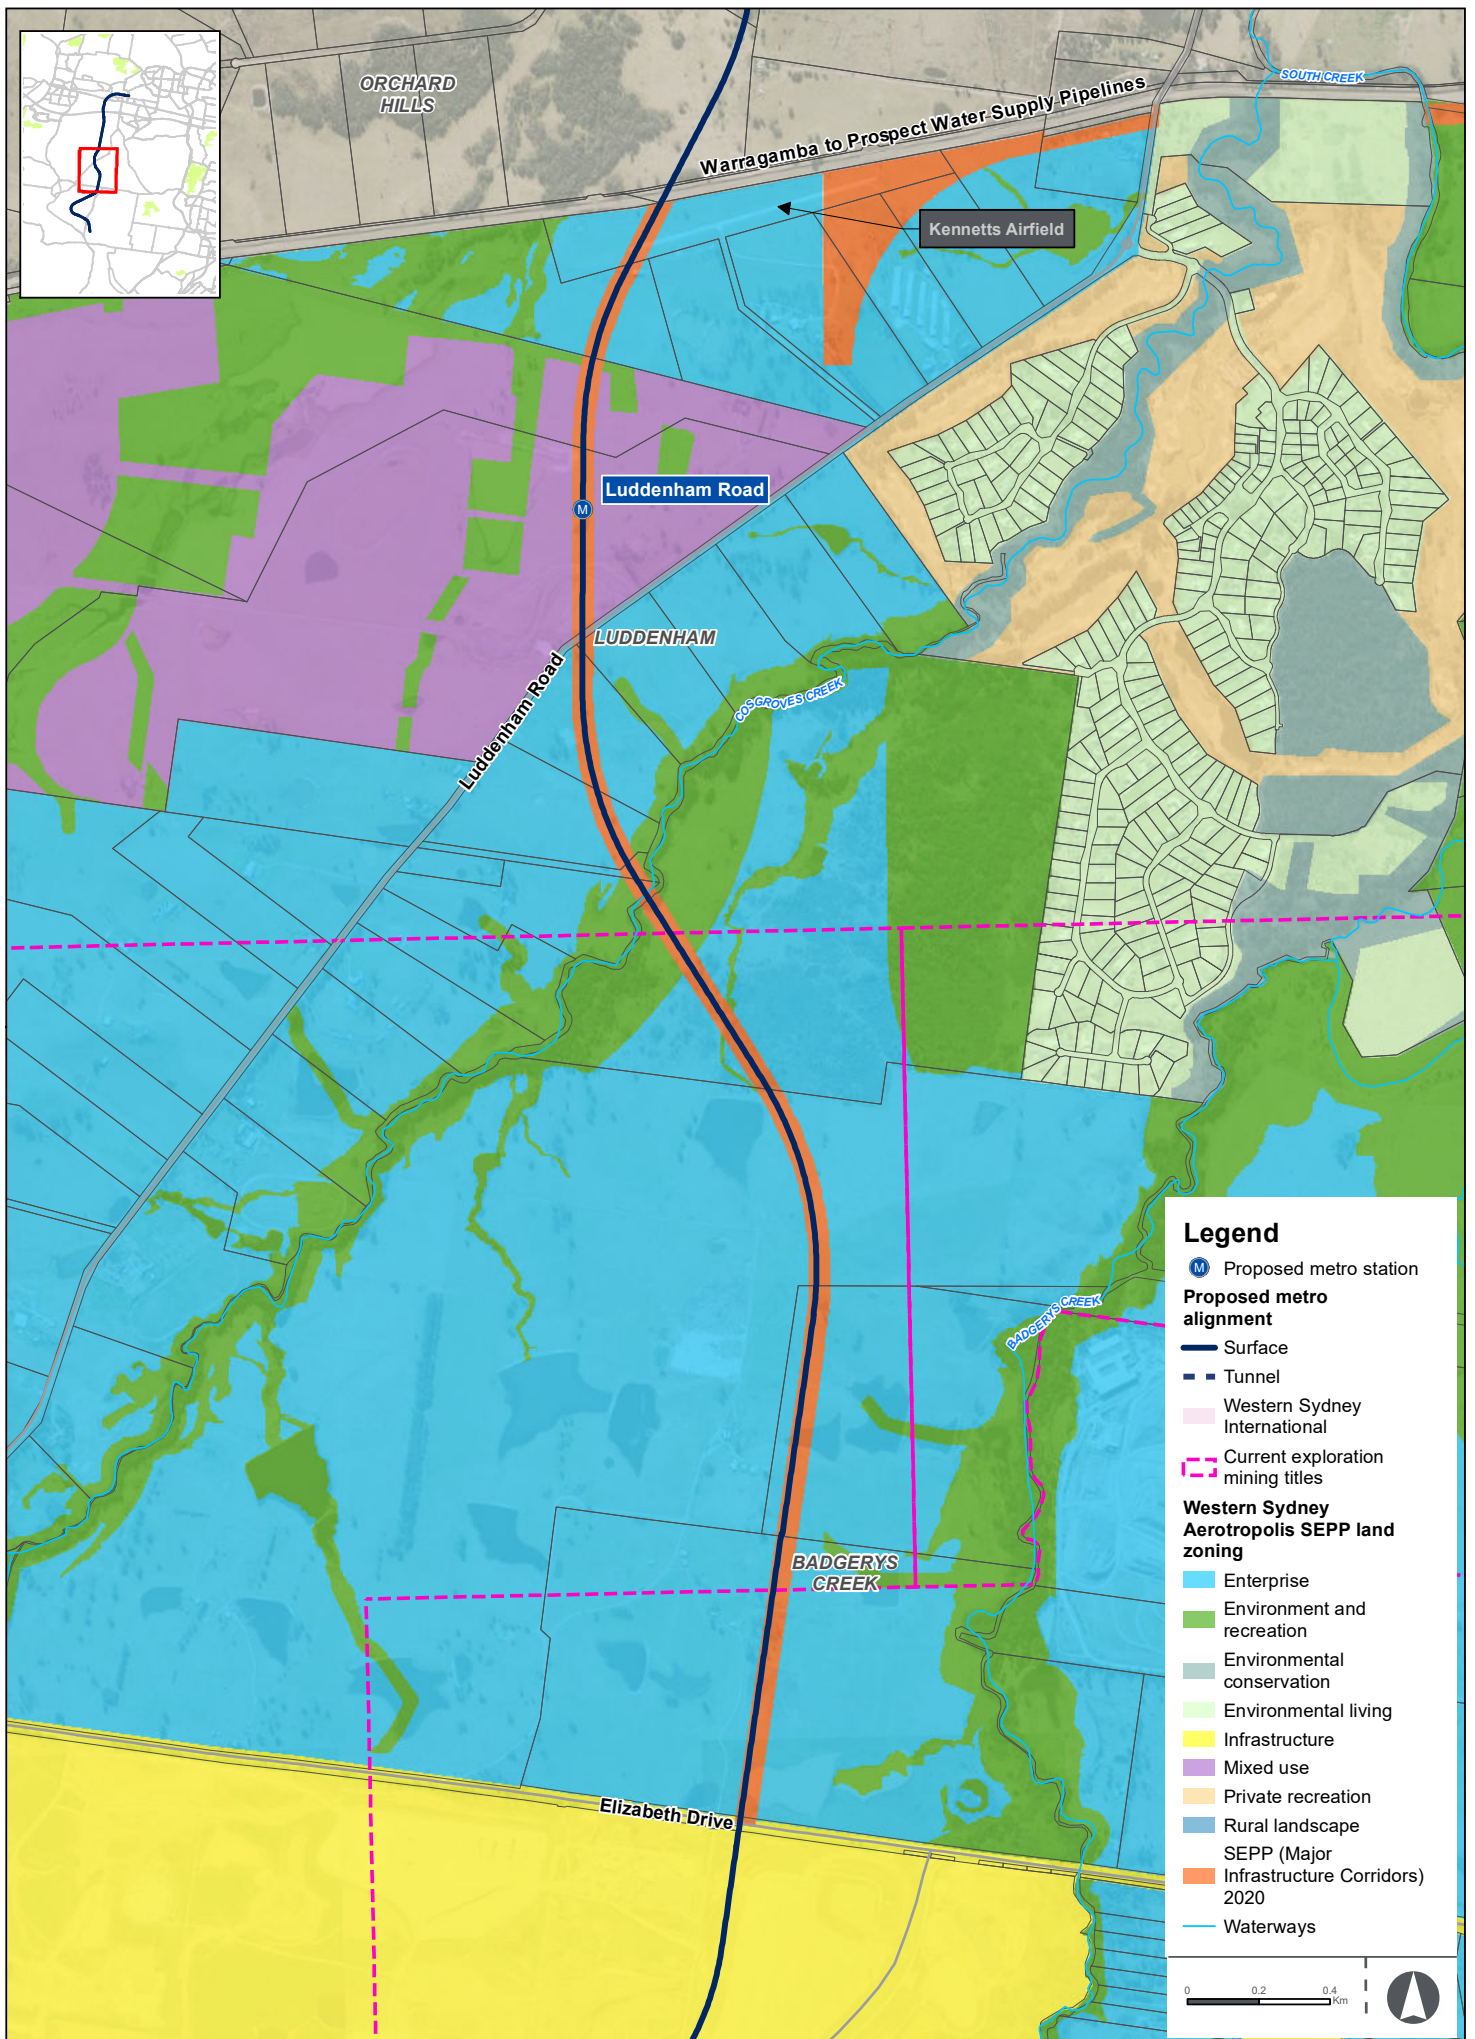 ORCHARD
HILLS
SOUTH CREEK
Warragamba to Prospect Water Supply Pipelines
Kennetts Airfield
Luddenham Road
M
LUDDENHAM
Luddenham Road
COSGROVES CREEK
BADGERYS CREEK
BADGERYS
CREEK
Elizabeth Drive
Legend
M Proposed metro station
Proposed metro
alignment
Surface
Tunnel
Western Sydney
International
Current exploration
mining titles
Western Sydney
Aerotropolis SEPP land
zoning
Enterprise
Environment and
recreation
Environmental
conservation
Environmental living
Infrastructure
Mixed use
Private recreation
Rural landscape
SEPP (Major
Infrastructure Corridors)
2020
Waterways
0 0.2 0.4
Km